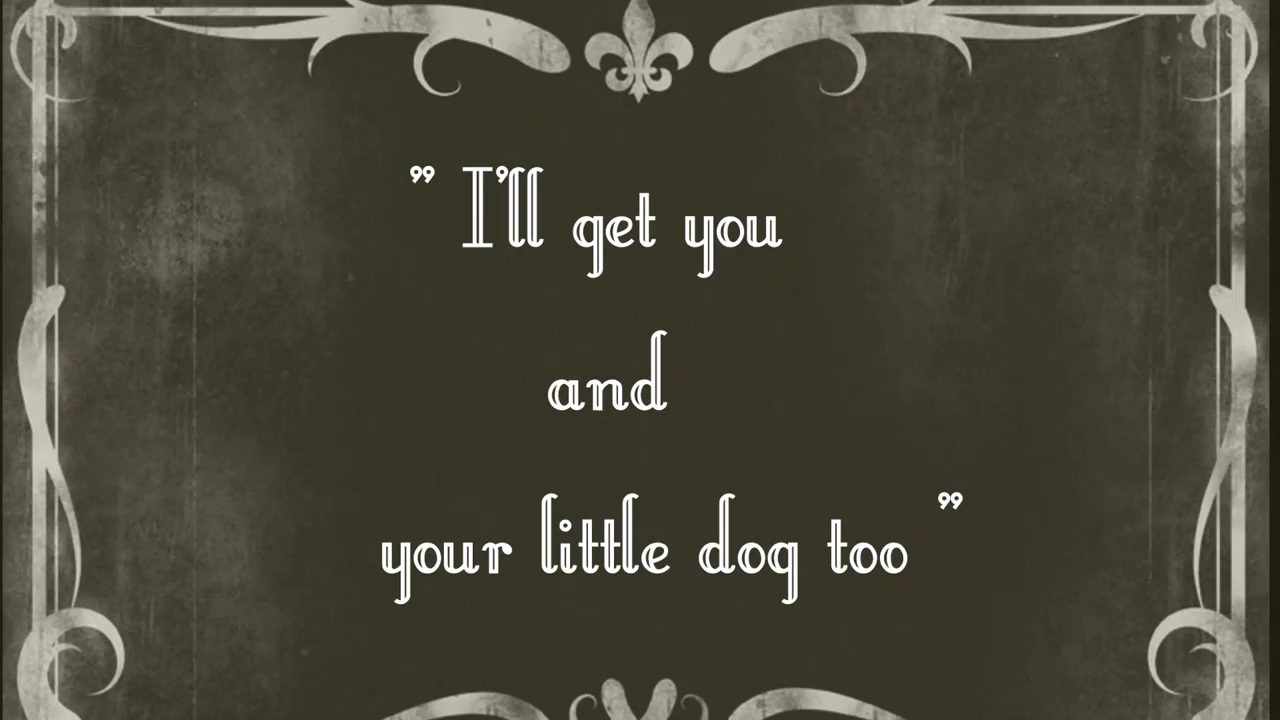 ” I’ll get you
and
your little dog too ”